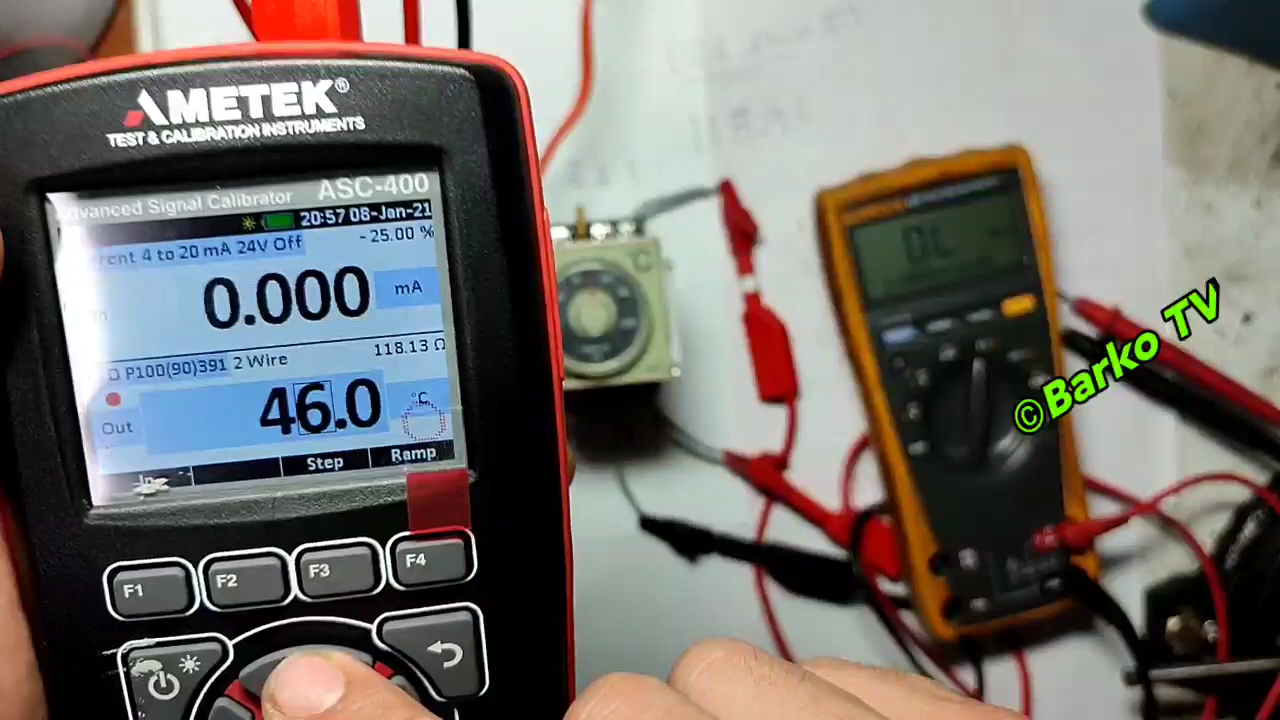 AMETEK®
TEST & CALIBRATION INSTRUMENTS
Advanced Signal Calibrator ASC-400
20:57 08-Jan-21
rent 4 to 20 mA 24V Off -25.00 %
0.000 mA
118.13 Ω
D P100(90)391 2 Wire
46.0 °C
Out
Step Ramp
F1 F2 F3 F4
°C
OL
©Barko TV